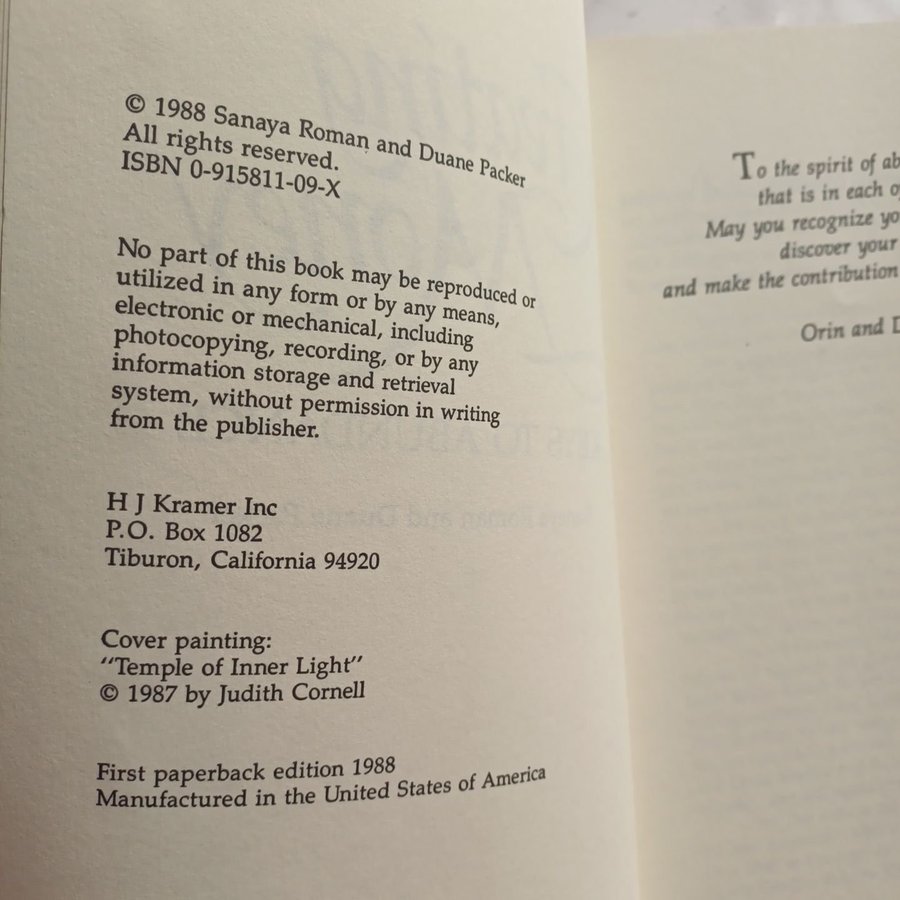 © 1988 Sanaya Roman and Duane Packer
All rights reserved.
ISBN 0-915811-09-X
No part of this book may be reproduced or
utilized in any form or by any means,
electronic or mechanical, including
photocopying, recording, or by any
information storage and retrieval
system, without permission in writing
from the publisher.
H J Kramer Inc
P.O. Box 1082
Tiburon, California 94920
Cover painting:
"Temple of Inner Light"
© 1987 by Judith Cornell
First paperback edition 1988
Manufactured in the United States of America
To the spirit of
that is in each
May you recognize
discover your
and make the contribution
Orin and